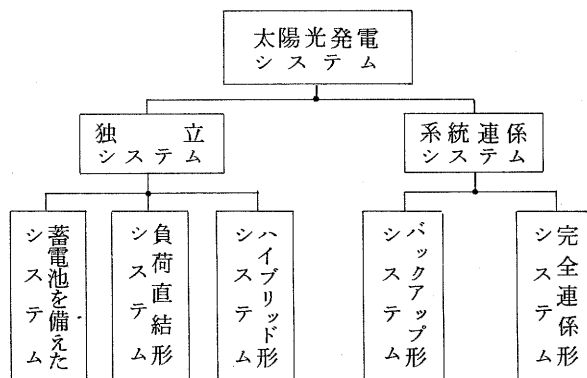 太陽光発電
システム
独立
システム
系統連係
システム
蓄電池を備えた
システム
負荷直結形
システム
ハイブリッド形
システム
バックアップ形
システム
完全連係形
システム